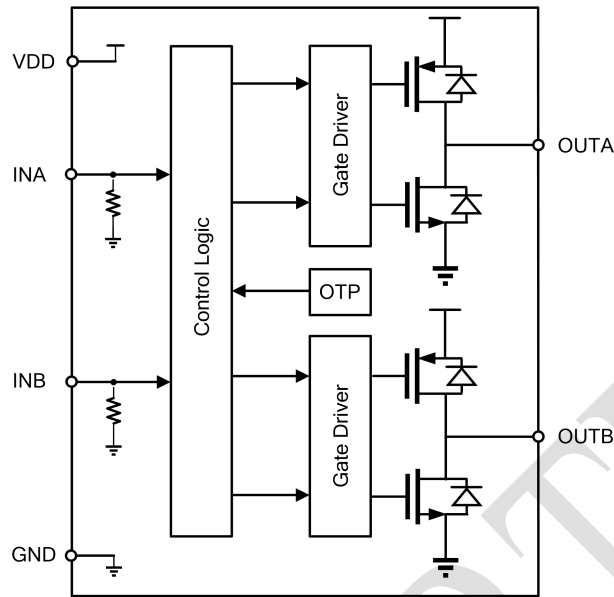 VDD
INA
INB
GND
Control Logic
Gate Driver
OTP
Gate Driver
OUTA
OUTB